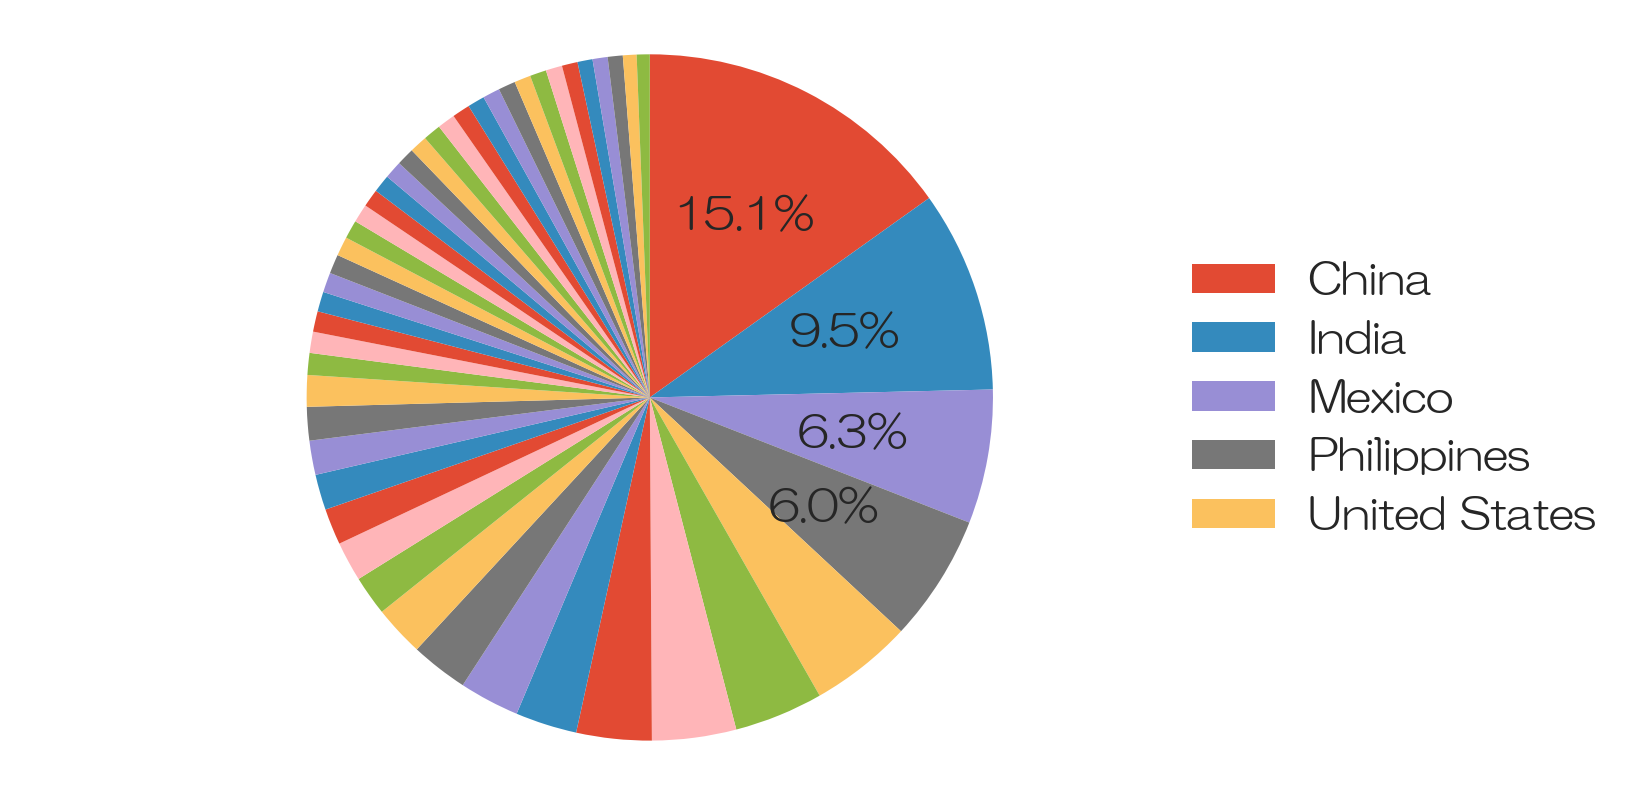 15.1%
9.5%
6.3%
6.0%
China
India
Mexico
Philippines
United States